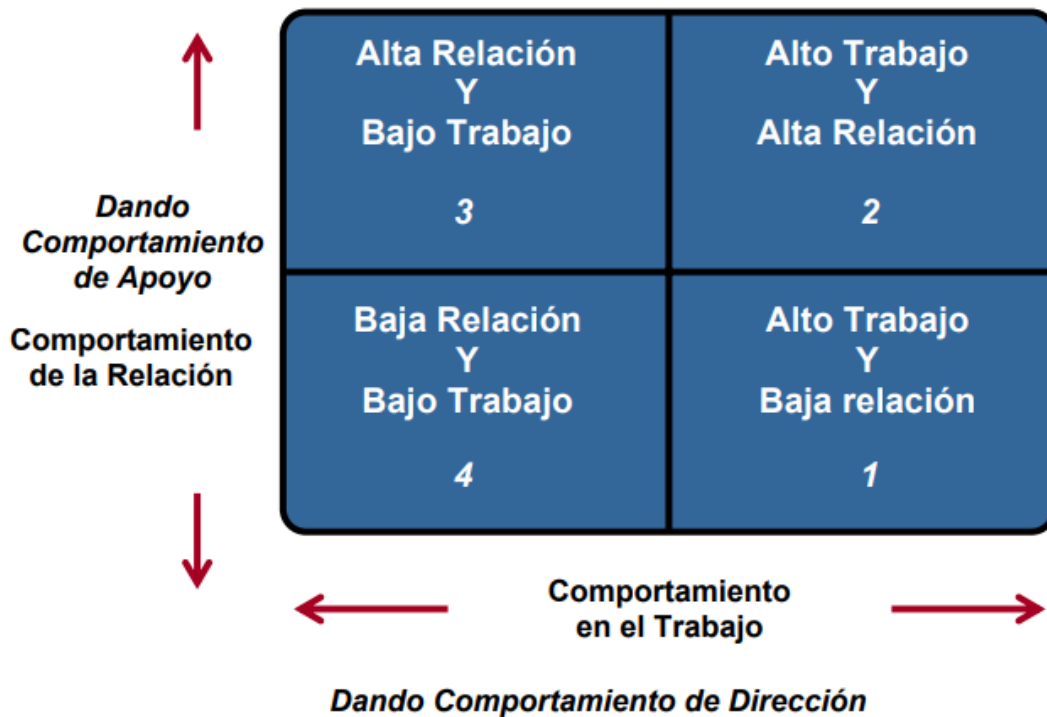 Alta Relación
Y
Bajo Trabajo
3
Alto Trabajo
Y
Alta Relación
2
Dando
Comportamiento
de Apoyo
Comportamiento
de la Relación
Baja Relación
Y
Bajo Trabajo
4
Alto Trabajo
Y
Baja relación
1
Comportamiento
en el Trabajo
Dando Comportamiento de Dirección